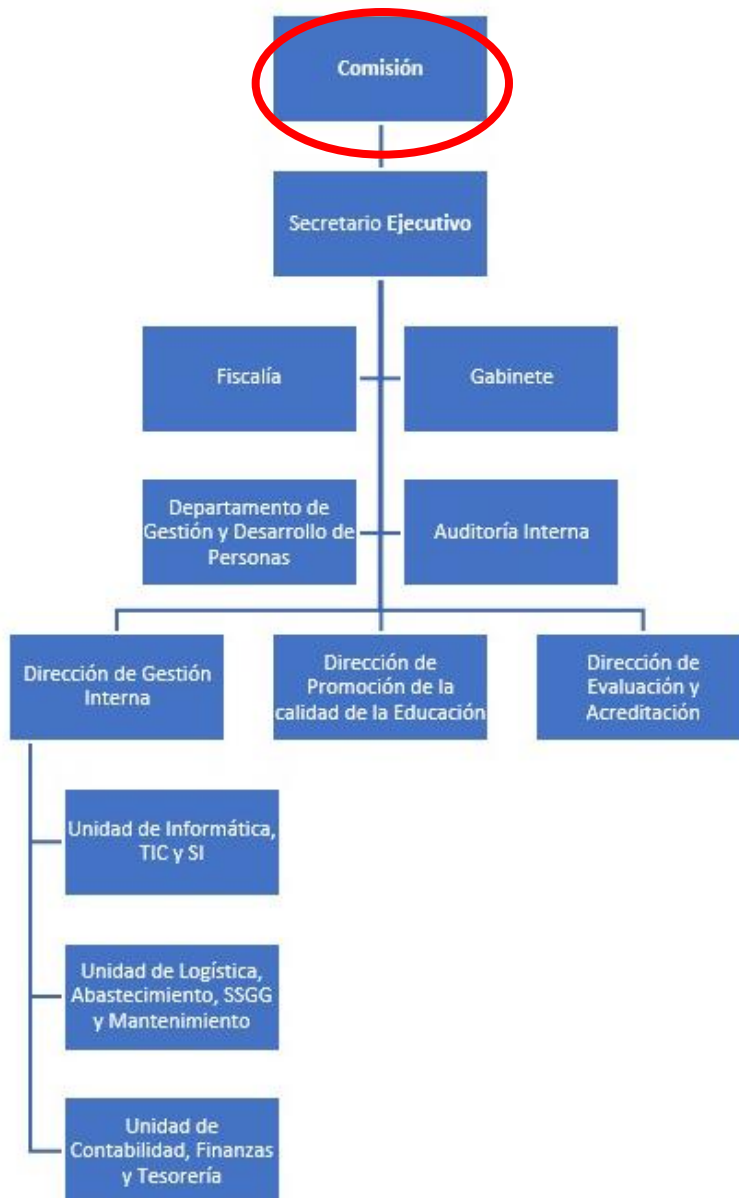 Comisión
Secretario Ejecutivo
Fiscalía
Gabinete
Departamento de
Gestión y Desarrollo de
Personas
Auditoría Interna
Dirección de Gestión
Interna
Dirección de
Promoción de la
calidad de la Educación
Dirección de
Evaluación y
Acreditación
Unidad de Informática,
TIC y SI
Unidad de Logística,
Abastecimiento, SSGG
y Mantenimiento
Unidad de
Contabilidad, Finanzas
y Tesorería